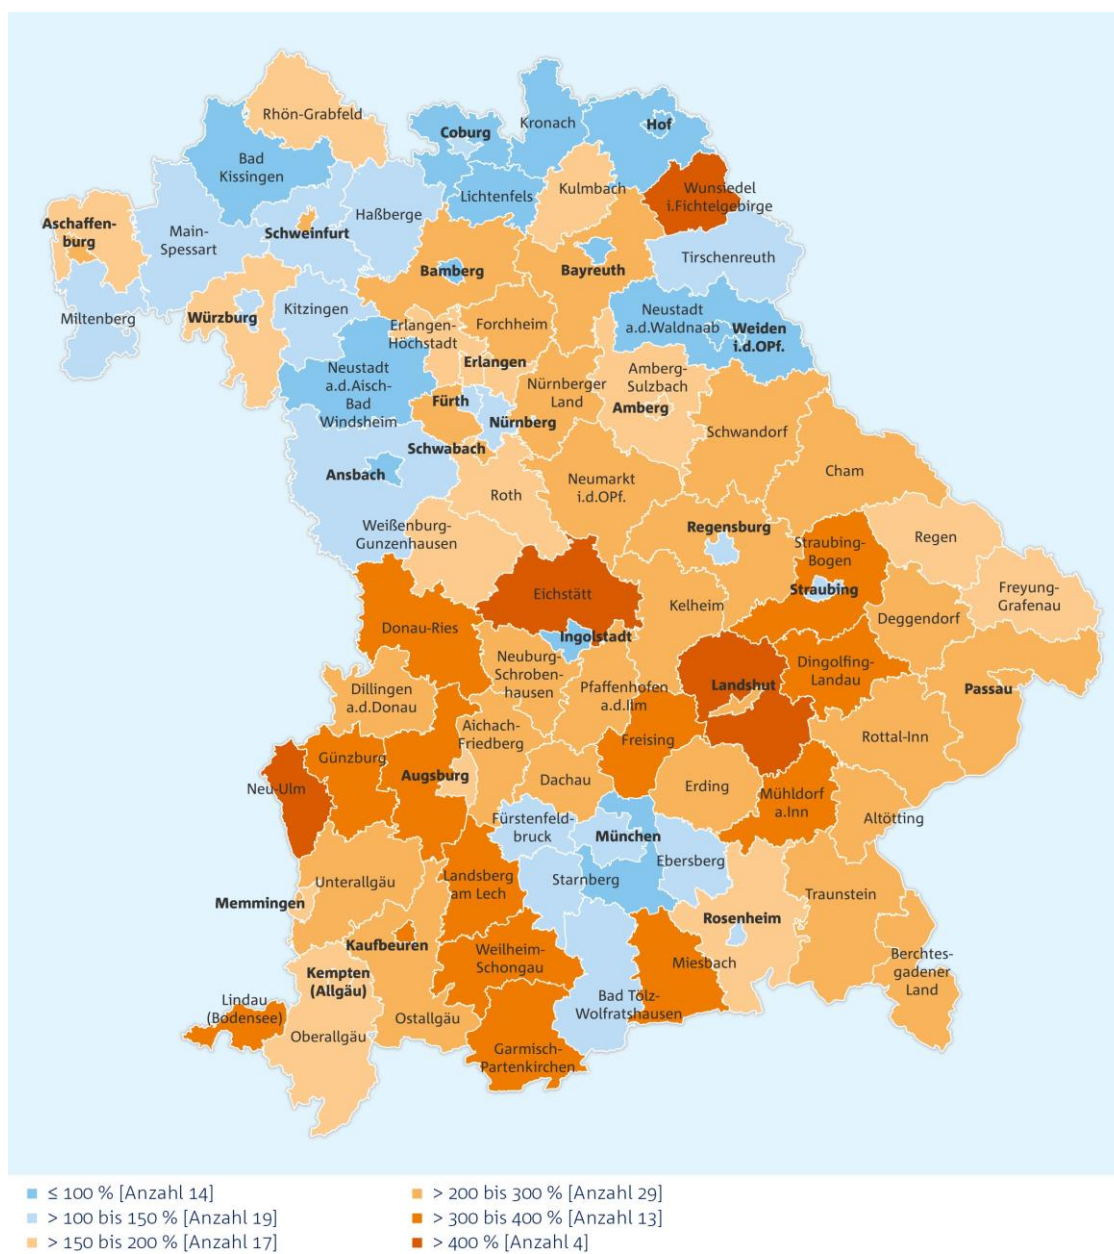 Rhön-Grabfeld
Coburg
Kronach
Hof
Bad
Kissingen
Lichtenfels
Kulmbach
Wunsiedel
i.Fichtelgebirge
Aschaffen-
burg
Main-
Spessart
Schweinfurt
Haßberge
Bamberg
Bayreuth
Tirschenreuth
Miltenberg
Würzburg
Kitzingen
Erlangen-
Höchstadt
Forchheim
Neustadt
a.d.Waldnaab
Weiden
i.d.OPf.
Neustadt
a.d.Aisch-
Bad
Windsheim
Erlangen
Fürth
Nürnberg
Nürnberger
Land
Amberg-
Sulzbach
Amberg
Schwabach
Schwandorf
Cham
Ansbach
Roth
Neumarkt
i.d.OPf.
Weißenburg-
Gunzenhausen
Regensburg
Straubing-
Bogen
Straubing
Regen
Freyung-
Grafenau
Eichstätt
Kelheim
Deggendorf
Donau-Ries
Ingolstadt
Neuburg-
Schroben-
hausen
Pfaffenhofen
a.d.Ilm
Landshut
Dingolfing-
Landau
Passau
Dillingen
a.d.Donau
Aichach-
Friedberg
Freising
Rottal-Inn
Günzburg
Augsburg
Dachau
Erding
Mühldorf
a.Inn
Altötting
Neu-Ulm
Fürstenfeld-
bruck
München
Ebersberg
Unterallgäu
Landsberg
am Lech
Starnberg
Traunstein
Memmingen
Rosenheim
Kaufbeuren
Weilheim-
Schongau
Miesbach
Berchtes-
gadener
Land
Kempten
(Allgäu)
Lindau
(Bodensee)
Oberallgäu
Ostallgäu
Bad Tölz-
Wolfratshausen
Garmisch-
Partenkirchen
≤ 100 % [Anzahl 14]
> 100 bis 150 % [Anzahl 19]
> 150 bis 200 % [Anzahl 17]
> 200 bis 300 % [Anzahl 29]
> 300 bis 400 % [Anzahl 13]
> 400 % [Anzahl 4]